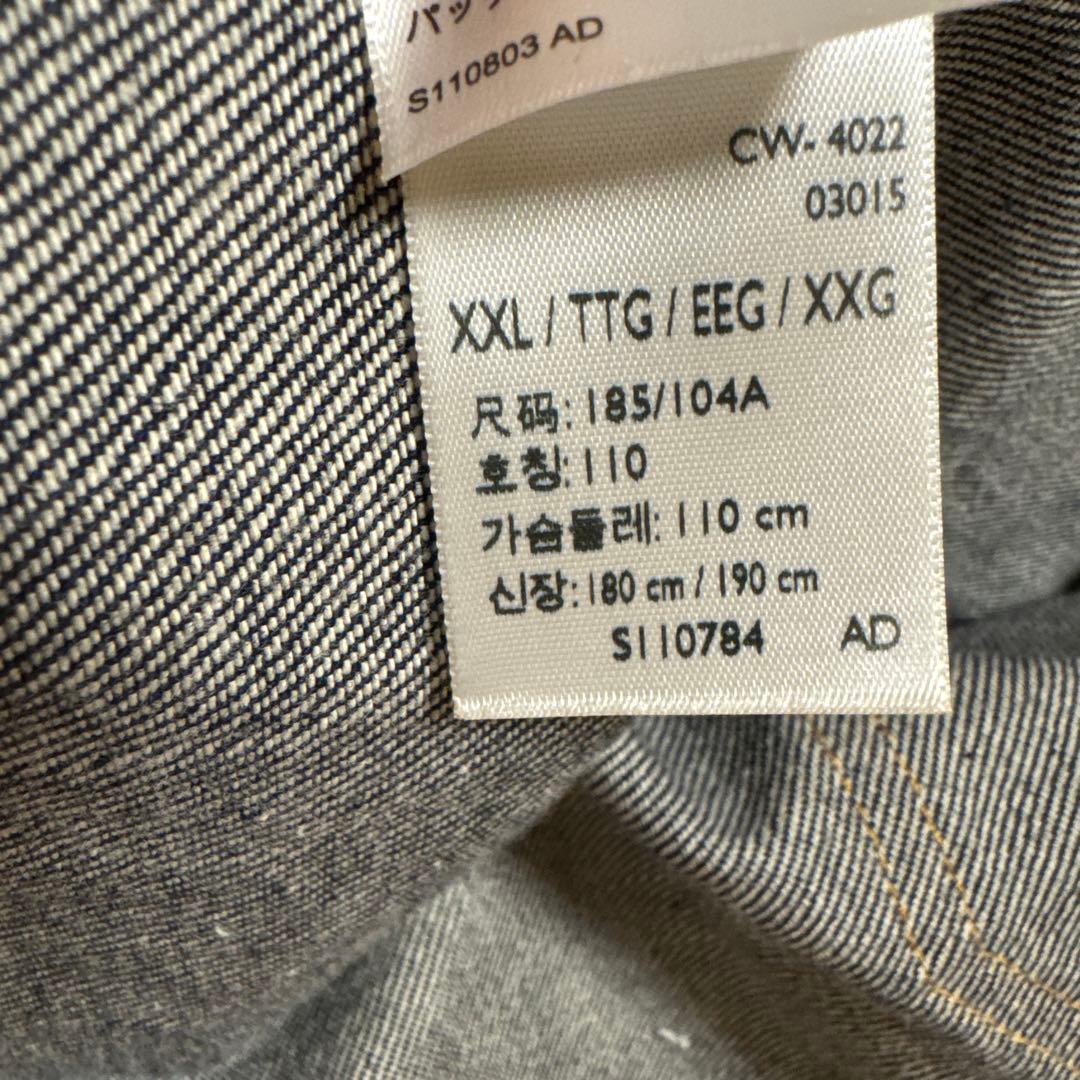 S110803 AD
CW- 4022
03015
XXL / TTG / EEG / XXG
尺码: 185/104A
호칭: 110
가슴둘레: 110 cm
신장: 180 cm / 190 cm
S110784 AD